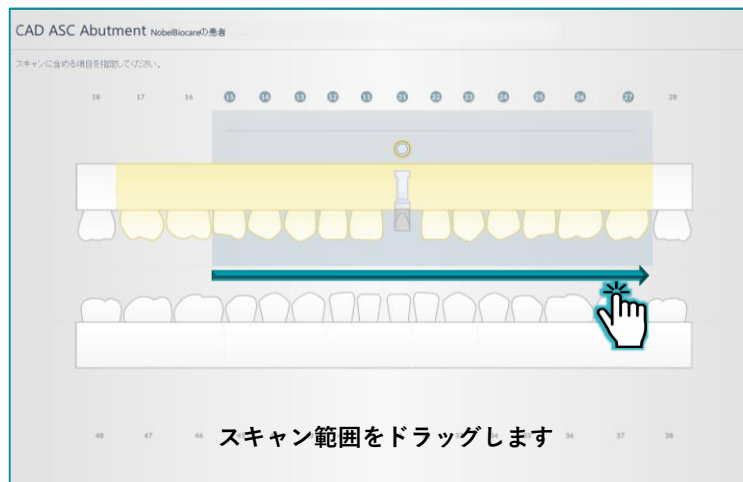 CAD ASC Abutment NobelBiocareの患者
スキャンに含める項目を指定してください。
18 17 16 15 14 13 12 11 21 22 23 24 25 26 27 28
スキャン範囲をドラッグします
48 47 46 45 36 37 38